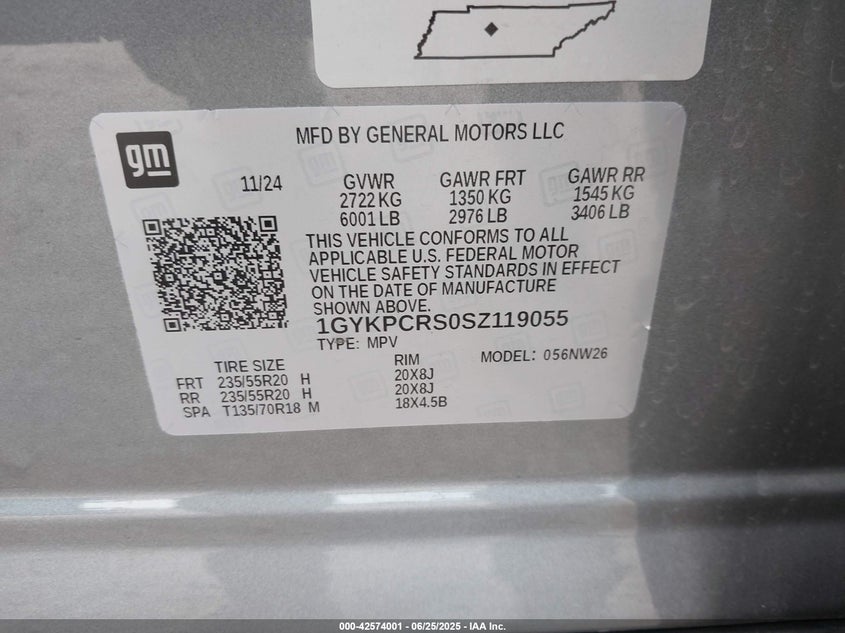 gm
MFD BY GENERAL MOTORS LLC
11/24
GVWR GAWR FRT GAWR RR
2722 KG 1350 KG 1545 KG
6001 LB 2976 LB 3406 LB
THIS VEHICLE CONFORMS TO ALL
APPLICABLE U.S. FEDERAL MOTOR
VEHICLE SAFETY STANDARDS IN EFFECT
ON THE DATE OF MANUFACTURE
SHOWN ABOVE.
1GYKPCRS0SZ119055
TYPE: MPV MODEL: 056NW26
TIRE SIZE RIM
FRT 235/55R20 H 20X8J
RR 235/55R20 H 20X8J
SPA T135/70R18 M 18X4.5B
000-42574001 - 06/25/2025 - IAA Inc.